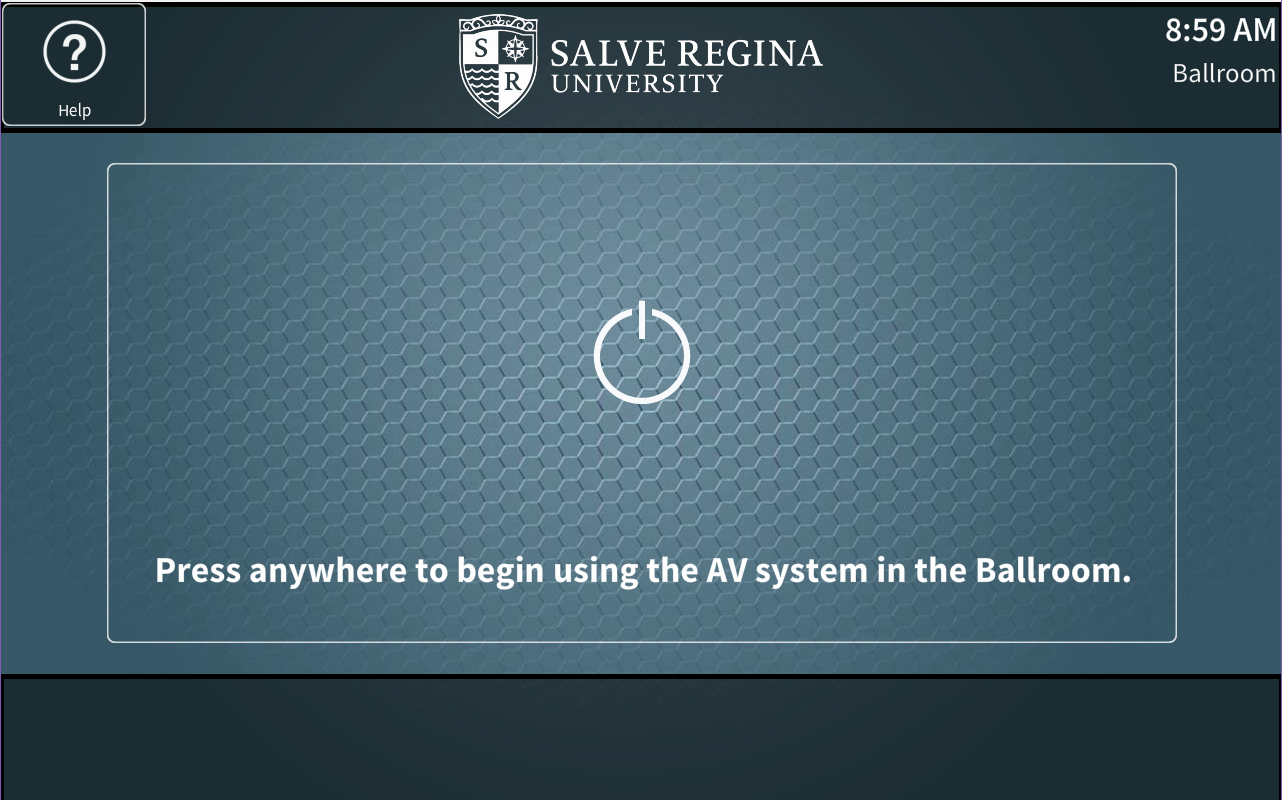 ?
Help
S
R
SALVE REGINA
UNIVERSITY
8:59 AM
Ballroom
Press anywhere to begin using the AV system in the Ballroom.